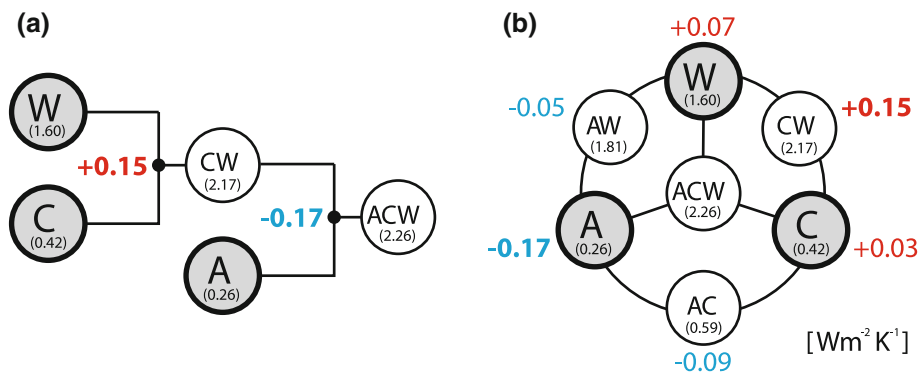 (a)
W
(1.60)
+0.15
CW
(2.17)
C
(0.42)
-0.17
ACW
(2.26)
A
(0.26)
(b)
+0.07
W
(1.60)
-0.05
AW
(1.81)
CW
(2.17)
+0.15
ACW
(2.26)
-0.17
A
(0.26)
C
(0.42)
+0.03
AC
(0.59)
-0.09
[Wm⁻² K⁻¹]